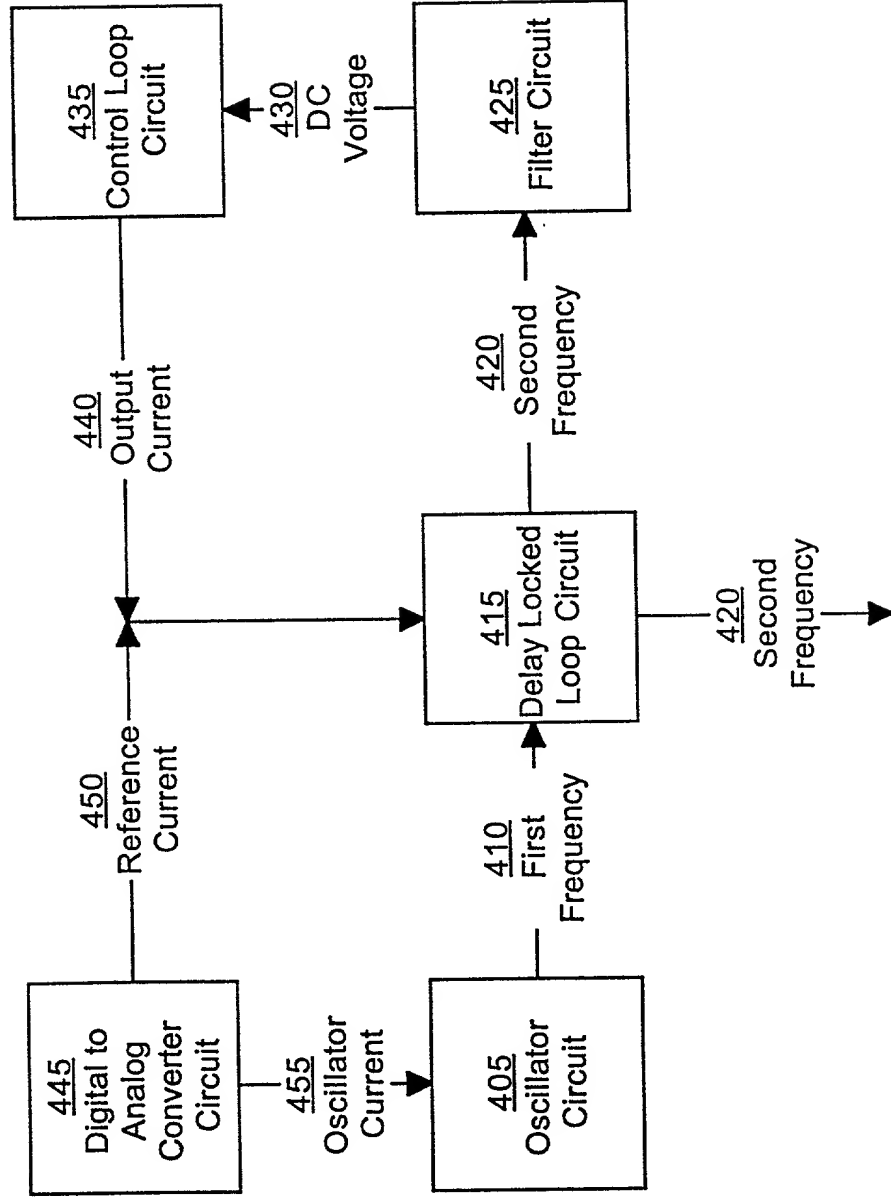 445
Digital to
Analog
Converter
Circuit
450
Reference
Current
440
Output
Current
435
Control Loop
Circuit
455
Oscillator
Current
430
DC
Voltage
405
Oscillator
Circuit
410
First
Frequency
415
Delay Locked
Loop Circuit
420
Second
Frequency
425
Filter Circuit
420
Second
Frequency